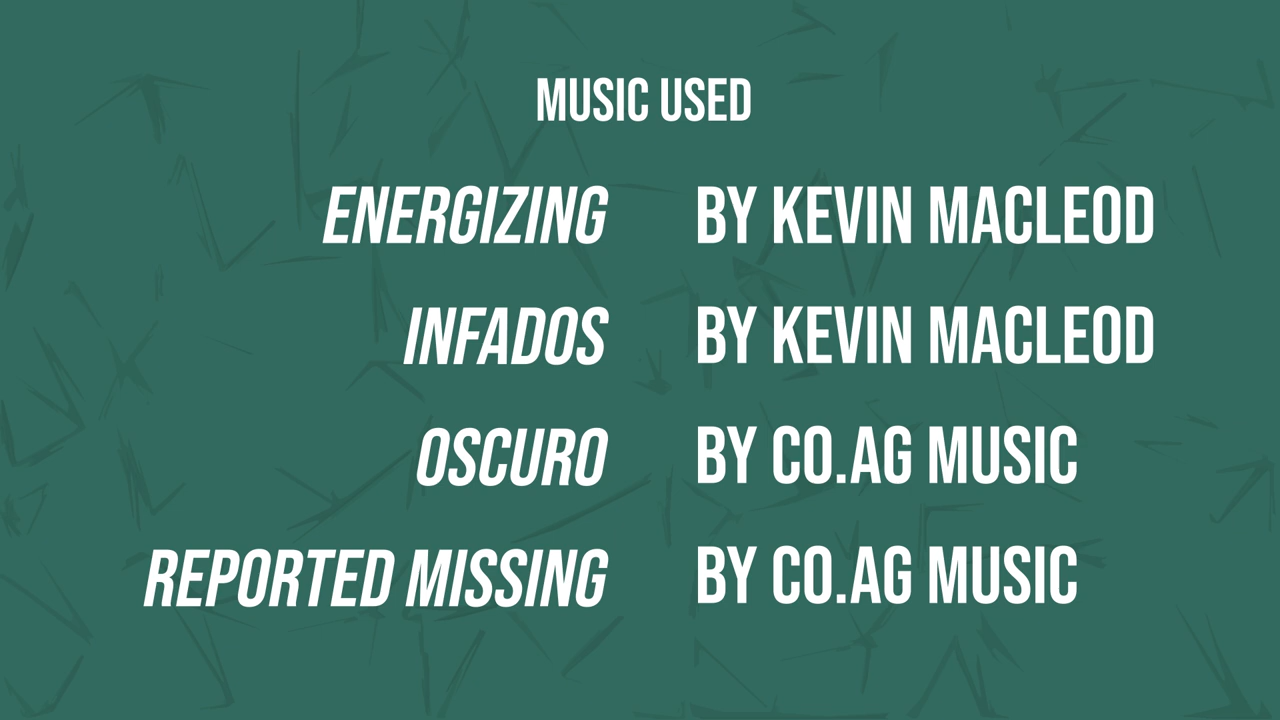 MUSIC USED
ENERGIZING BY KEVIN MACLEOD
INFADOS BY KEVIN MACLEOD
OSCURO BY CO.AG MUSIC
REPORTED MISSING BY CO.AG MUSIC